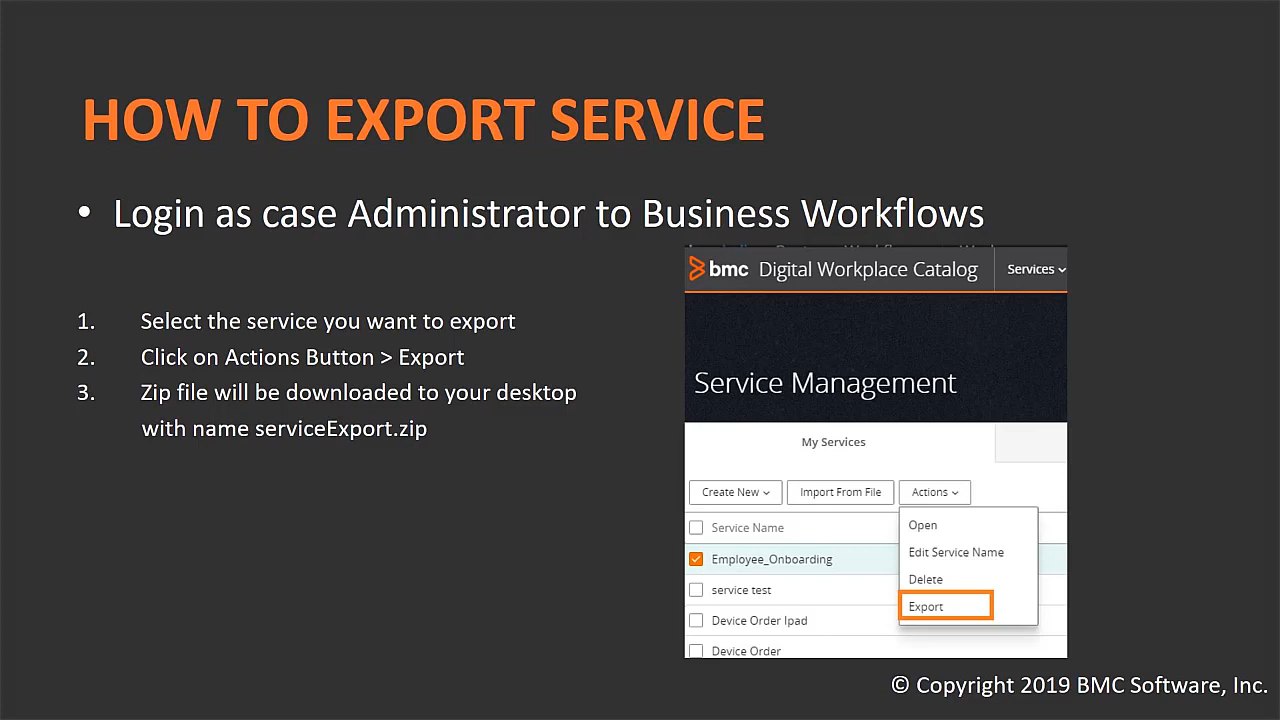 HOW TO EXPORT SERVICE
• Login as case Administrator to Business Workflows
1. Select the service you want to export
2. Click on Actions Button > Export
3. Zip file will be downloaded to your desktop
with name serviceExport.zip
bmc Digital Workplace Catalog Services
Service Management
My Services
Create New Import From File Actions
Service Name
Employee_Onboarding
service test
Device Order Ipad
Device Order
Open
Edit Service Name
Delete
Export
© Copyright 2019 BMC Software, Inc.